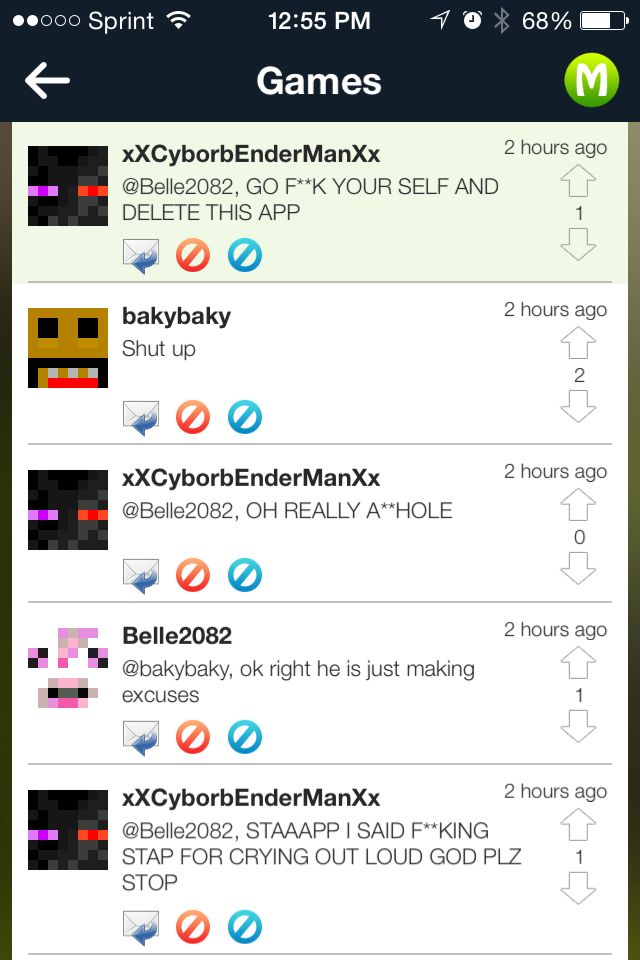 Sprint 12:55 PM 68%
Games M
xXCyborbEnderManXx 2 hours ago
@Belle2082, GO F**K YOUR SELF AND
DELETE THIS APP
1
bakybaky 2 hours ago
Shut up
2
xXCyborbEnderManXx 2 hours ago
@Belle2082, OH REALLY A**HOLE
0
Belle2082 2 hours ago
@bakybaky, ok right he is just making
excuses
1
xXCyborbEnderManXx 2 hours ago
@Belle2082, STAAAPP I SAID F**KING
STAP FOR CRYING OUT LOUD GOD PLZ
STOP
1